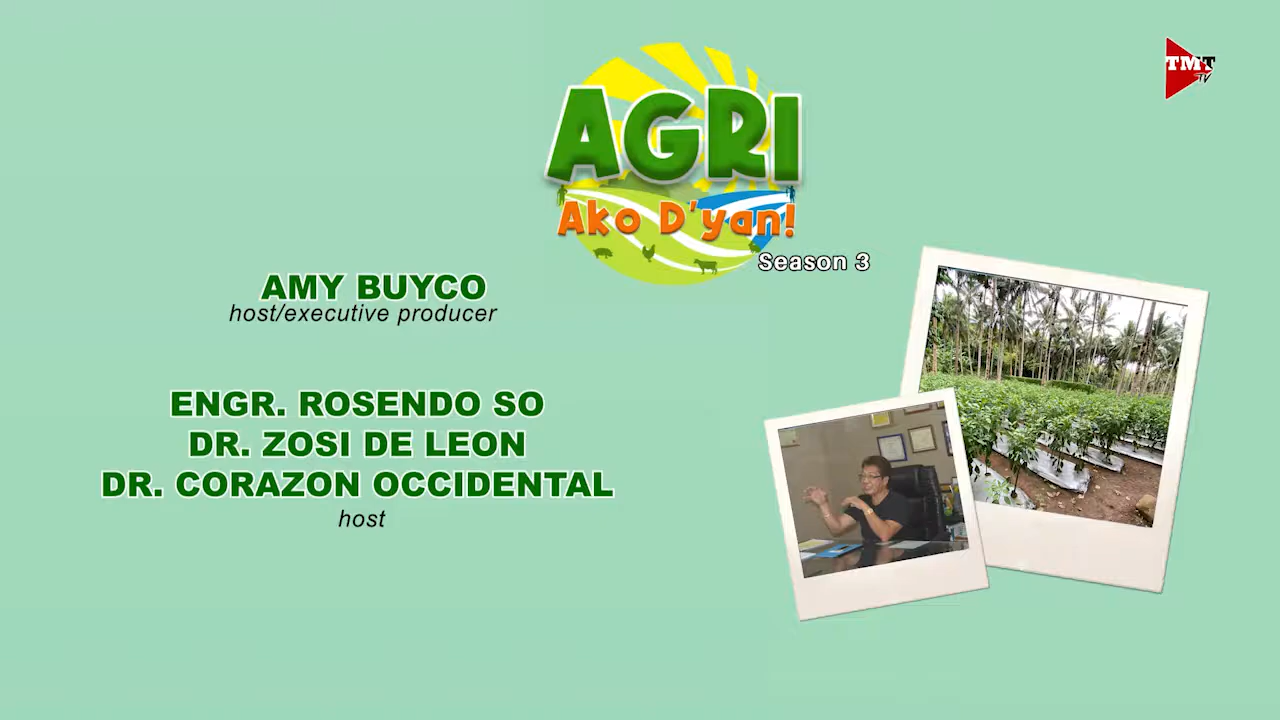 TMT
TV
AGRI
Ako D'yan!
Season 3
AMY BUYCO
host/executive producer
ENGR. ROSENDO SO
DR. ZOSI DE LEON
DR. CORAZON OCCIDENTAL
host